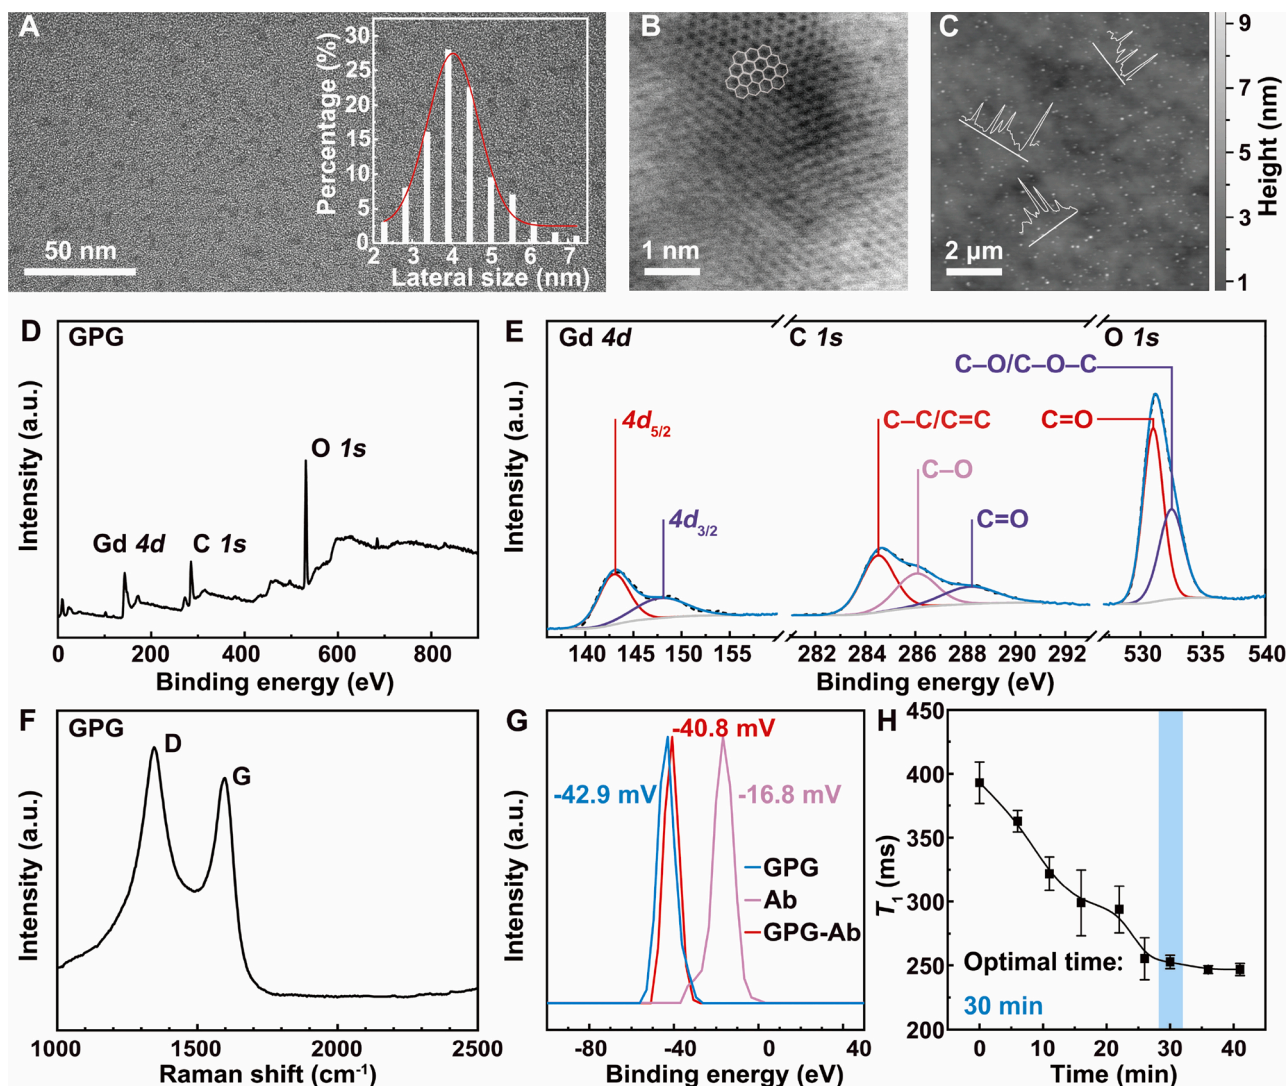 A
Percentage (%)
30
25
20
15
10
5
0
2 3 4 5 6 7
Lateral size (nm)
50 nm
B
1 nm
C
2 µm
9
7
5
3
1
Height (nm)
D
GPG
Intensity (a.u.)
O 1s
Gd 4d
C 1s
0 200 400 600 800
Binding energy (eV)
E
Gd 4d
C 1s
O 1s
Intensity (a.u.)
C–O/C–O–C
4d5/2
C–C/C=C
C=O
C–O
4d3/2
C=O
140 145 150 155 282 284 286 288 290 292 530 535 540
Binding energy (eV)
F
GPG
Intensity (a.u.)
D
G
1000 1500 2000 2500
Raman shift (cm-1)
G
Intensity (a.u.)
-40.8 mV
-42.9 mV
-16.8 mV
GPG
Ab
GPG-Ab
-80 -40 0 40
Binding energy (eV)
H
T1 (ms)
450
400
350
300
250
200
Optimal time:
30 min
0 10 20 30 40
Time (min)